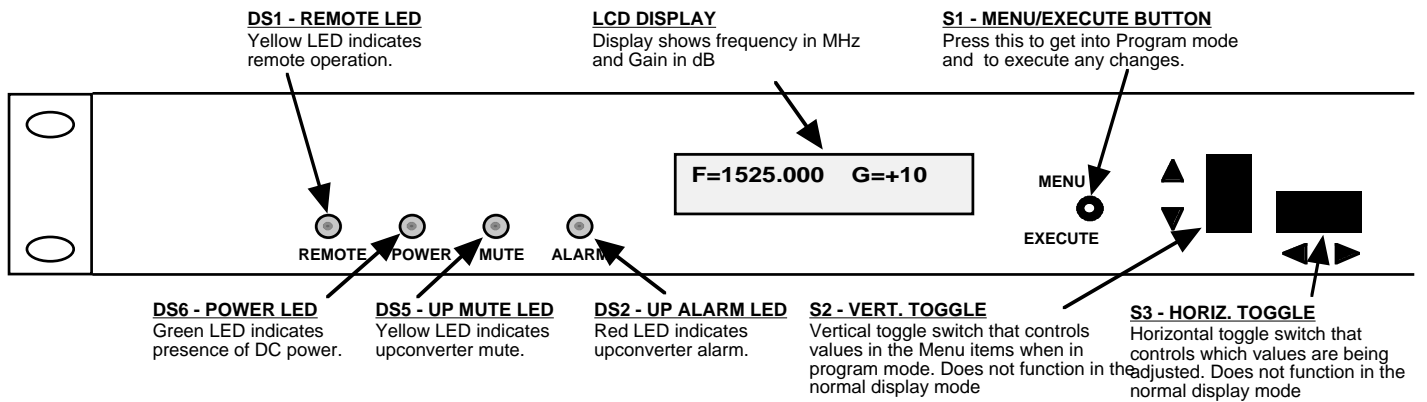 DS1 - REMOTE LED
Yellow LED indicates
remote operation.
LCD DISPLAY
Display shows frequency in MHz
and Gain in dB
S1 - MENU/EXECUTE BUTTON
Press this to get into Program mode
and to execute any changes.
F=1525.000 G=+10
MENU
EXECUTE
REMOTE
POWER
MUTE
ALARM
DS6 - POWER LED
Green LED indicates
presence of DC power.
DS5 - UP MUTE LED
Yellow LED indicates
upconverter mute.
DS2 - UP ALARM LED
Red LED indicates
upconverter alarm.
S2 - VERT. TOGGLE
Vertical toggle switch that controls
values in the Menu items when in
program mode. Does not function in the
normal display mode
S3 - HORIZ. TOGGLE
Horizontal toggle switch that
controls which values are being
adjusted. Does not function in the
normal display mode